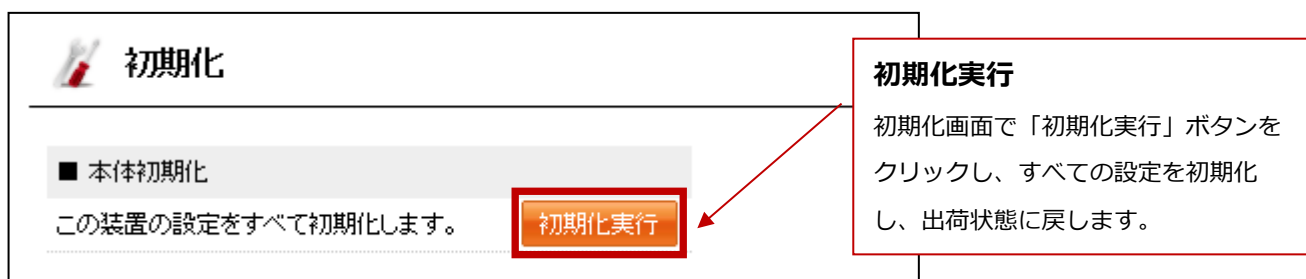 初期化
■ 本体初期化
この装置の設定をすべて初期化します。
初期化実行
初期化実行
初期化画面で「初期化実行」ボタンを
クリックし、すべての設定を初期化
し、出荷状態に戻します。